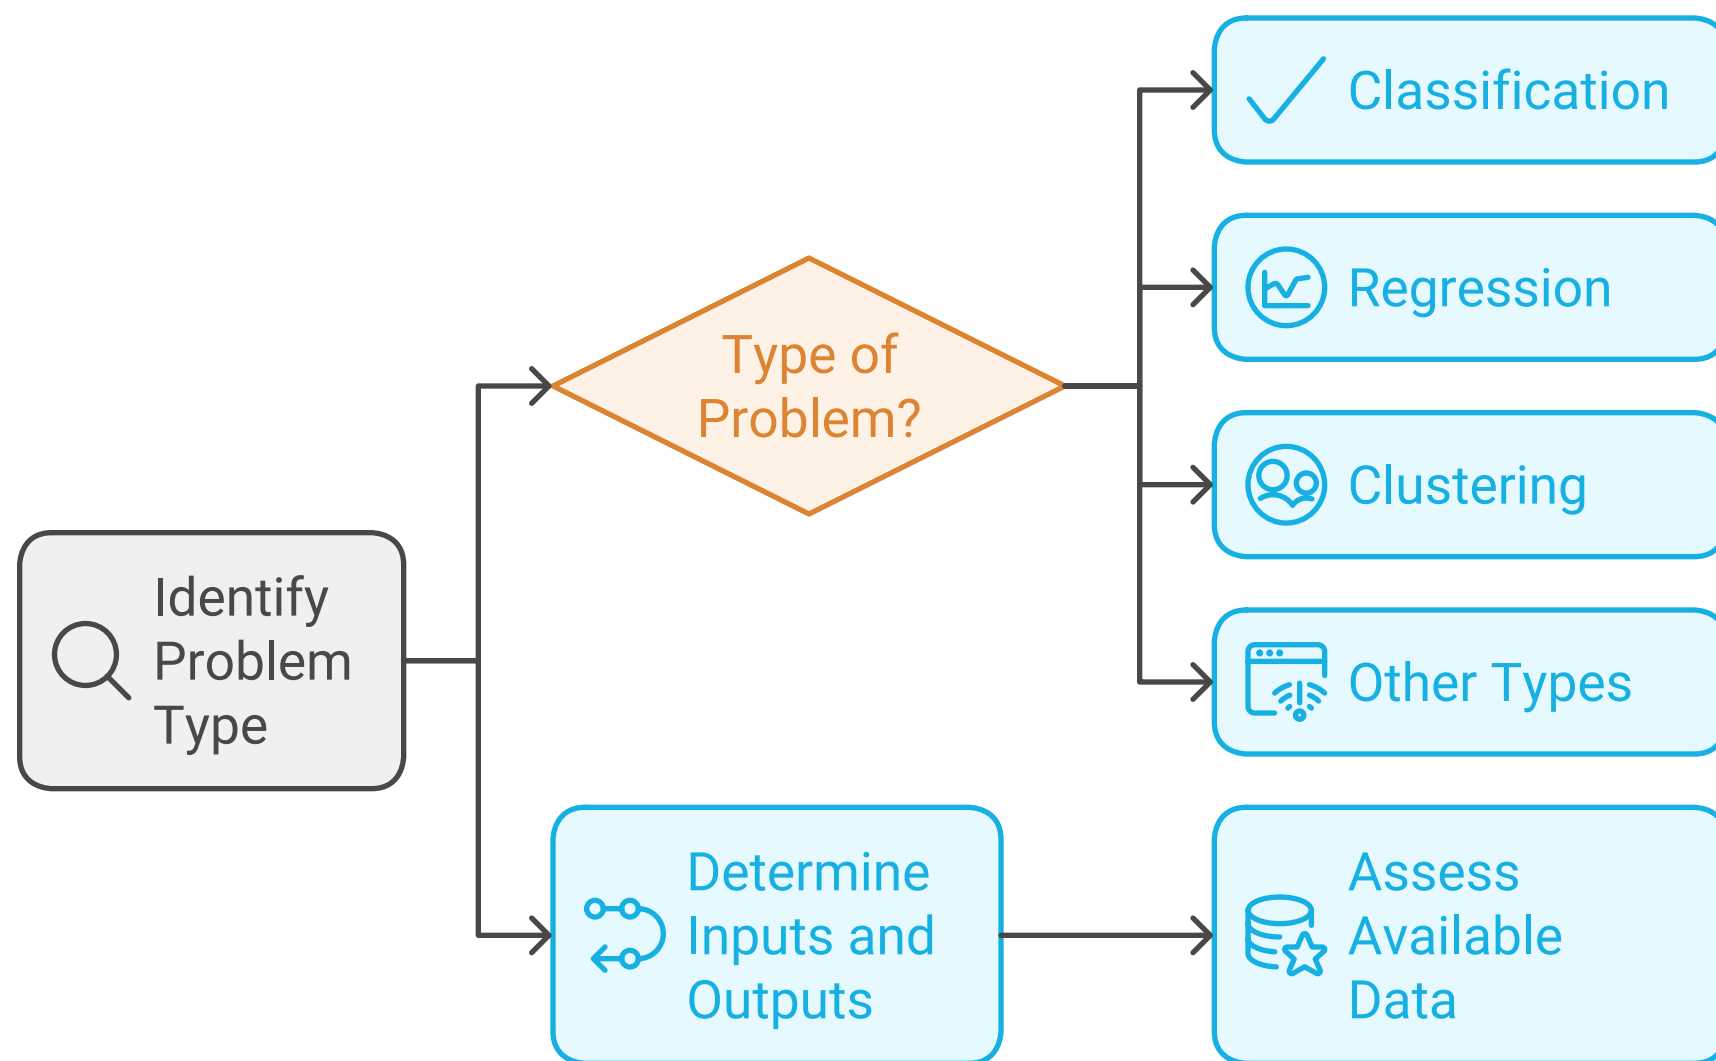 Classification
Regression
Type of
Problem?
Clustering
Identify
Problem
Type
Other Types
Determine
Inputs and
Outputs
Assess
Available
Data